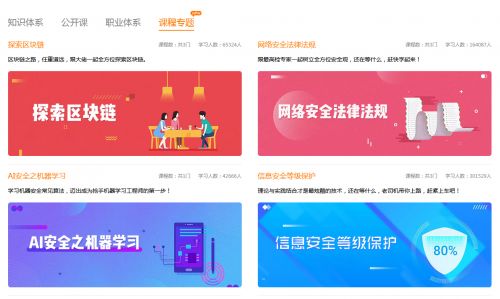 知识体系 公开课 职业体系 课程专题
探索区块链 课程数：共3门 学习人数：65324人
区块链之路，任重道远，跟大佬一起全方位探索区块链。
探索区块链
网络安全法律法规 课程数：共3门 学习人数：164087人
跟最高校专家一起树立全方位安全观，还在等什么，赶快学起来！
网络安全法律法规
AI安全之机器学习 课程数：共3门 学习人数：42666人
学习机器安全常见算法，迈出成为枪手机器学习工程师的第一步！
AI安全之机器学习
信息安全等级保护 课程数：共3门 学习人数：301529人
理论与实践结合才是最炫酷的技术，还在等什么，老司机带你上路，赶紧上车吧！
信息安全等级保护
80%